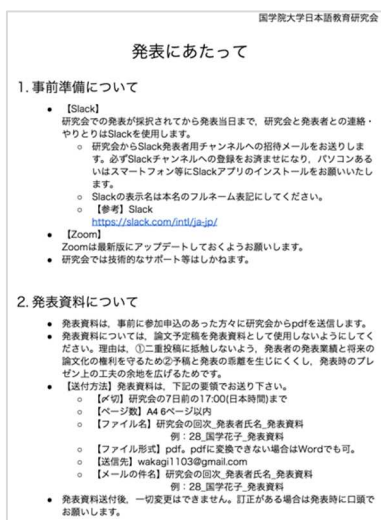 国学院大学日本語教育研究会
発表にあたって
1. 事前準備について
● 【Slack】
研究会での発表が採択されてから発表当日まで，研究会と発表者との連絡・
やりとりはSlackを使用します。
○ 研究会からSlack発表者用チャンネルへの招待メールをお送りしま
す。必ずSlackチャンネルへの登録をお済ませになり，パソコンある
いはスマートフォン等にSlackアプリのインストールをお願いいたし
ます。
○ Slackの表示名は本名のフルネーム表記にしてください。
○ 【参考】Slack
https://slack.com/intl/ja-jp/
● 【Zoom】
Zoomは最新版にアップデートしておくようお願いします。
● 研究会では技術的なサポート等はしかねます。
2. 発表資料について
● 発表資料は，事前に参加申込のあった方々に研究会からpdfを送信します。
● 発表資料については，論文予定稿を発表資料として使用しないようにしてく
ださい。理由は，①二重投稿に抵触しないよう，発表者の発表業績と将来の
論文化の権利を守るため②予稿と発表の乖離を生じにくくし，発表時のプレ
ゼン上の工夫の余地を広げるためです。
● 【送付方法】発表資料は，下記の要領でお送り下さい。
○ 【〆切】研究会の7日前の17:00(日本時間)まで
○ 【ページ数】A4 6ページ以内
○ 【ファイル名】研究会の回次_発表者氏名_発表資料
例：28_国学花子_発表資料
○ 【ファイル形式】pdf。pdfに変換できない場合はWordでも可。
○ 【送信先】wakagi1103@gmail.com
○ 【メールの件名】研究会の回次_発表者氏名_発表資料
例：28_国学花子_発表資料
● 発表資料送付後，一切変更はできません。訂正がある場合は発表時に口頭で
お願いします。